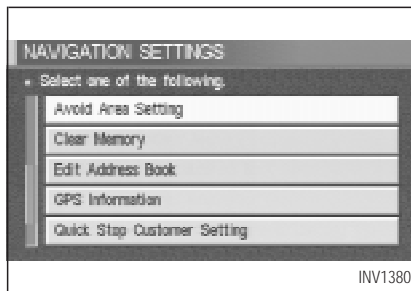 NAVIGATION SETTINGS
Select one of the following.
Avoid Area Setting
Clear Memory
Edit Address Book
GPS Information
Quick Stop Customer Setting
INV1380